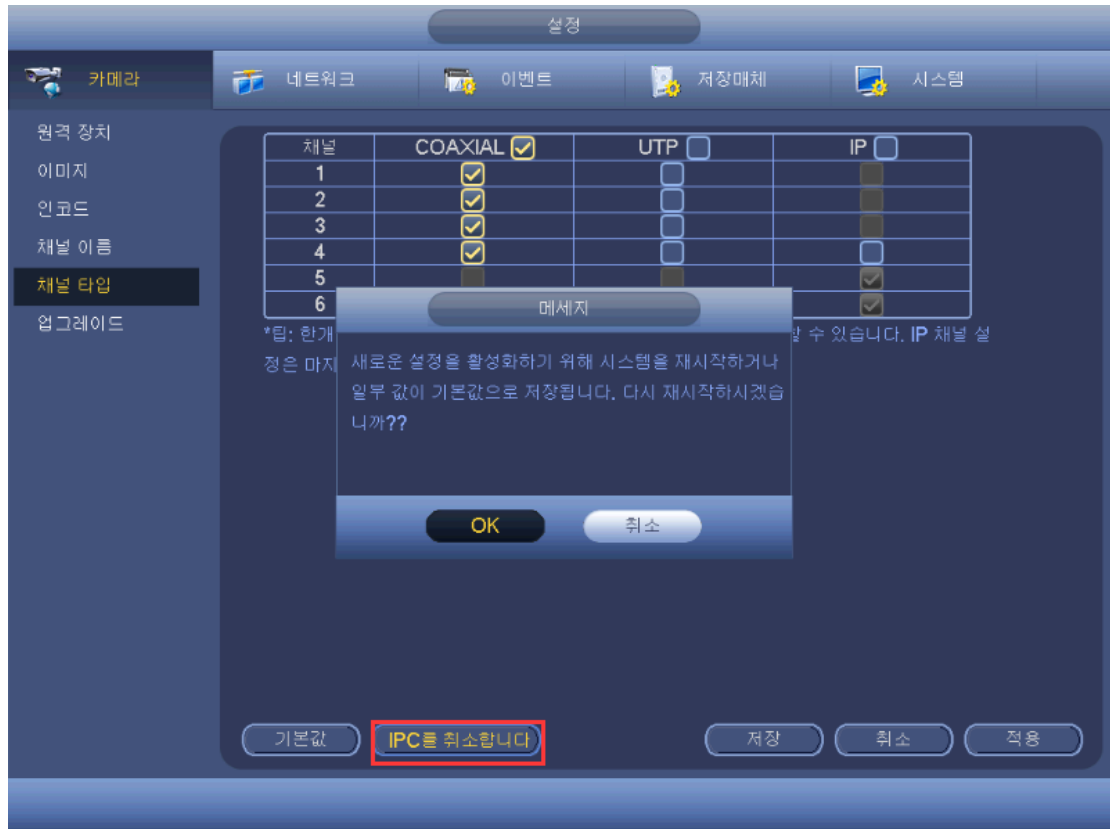 설정
카메라 네트워크 이벤트 저장매체 시스템
원격 장치
이미지
인코드
채널 이름
채널 타입
업그레이드
채널 COAXIAL UTP IP
1
2
3
4
5
6
*팁: 한개 할 수 있습니다. IP 채널 설
정은 마지
메세지
새로운 설정을 활성화하기 위해 시스템을 재시작하거나
일부 값이 기본값으로 저장됩니다. 다시 재시작하시겠습
니까??
OK 취소
기본값 IPC를 취소합니다 저장 취소 적용